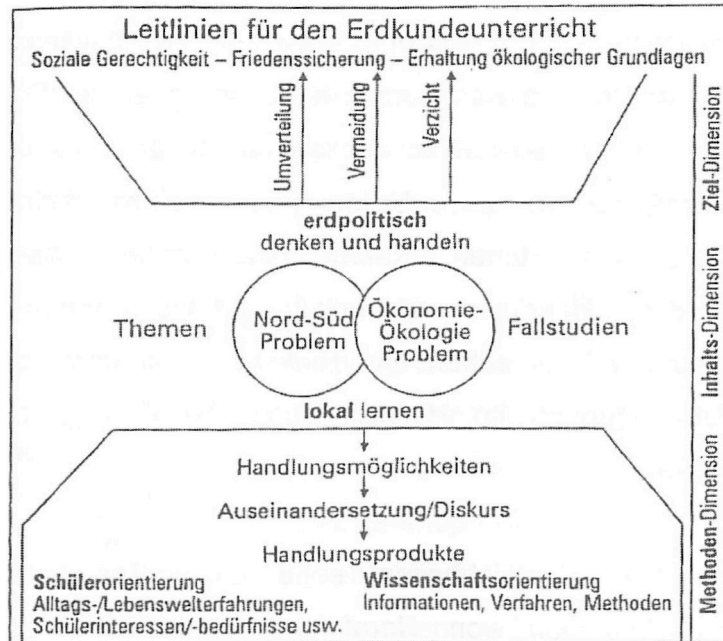 Leitlinien für den Erdkundeunterricht
Soziale Gerechtigkeit – Friedenssicherung – Erhaltung ökologischer Grundlagen
Umverteilung
Vermeidung
Verzicht
Ziel-Dimension
erdpolitisch
denken und handeln
Themen
Nord-Süd
Problem
Ökonomie-
Ökologie
Problem
Fallstudien
Inhalts-Dimension
lokal lernen
Handlungsmöglichkeiten
Auseinandersetzung/Diskurs
Handlungsprodukte
Schülerorientierung
Alltags-/Lebenswelterfahrungen,
Schülerinteressen/-bedürfnisse usw.
Wissenschaftsorientierung
Informationen, Verfahren, Methoden
Methoden-Dimension